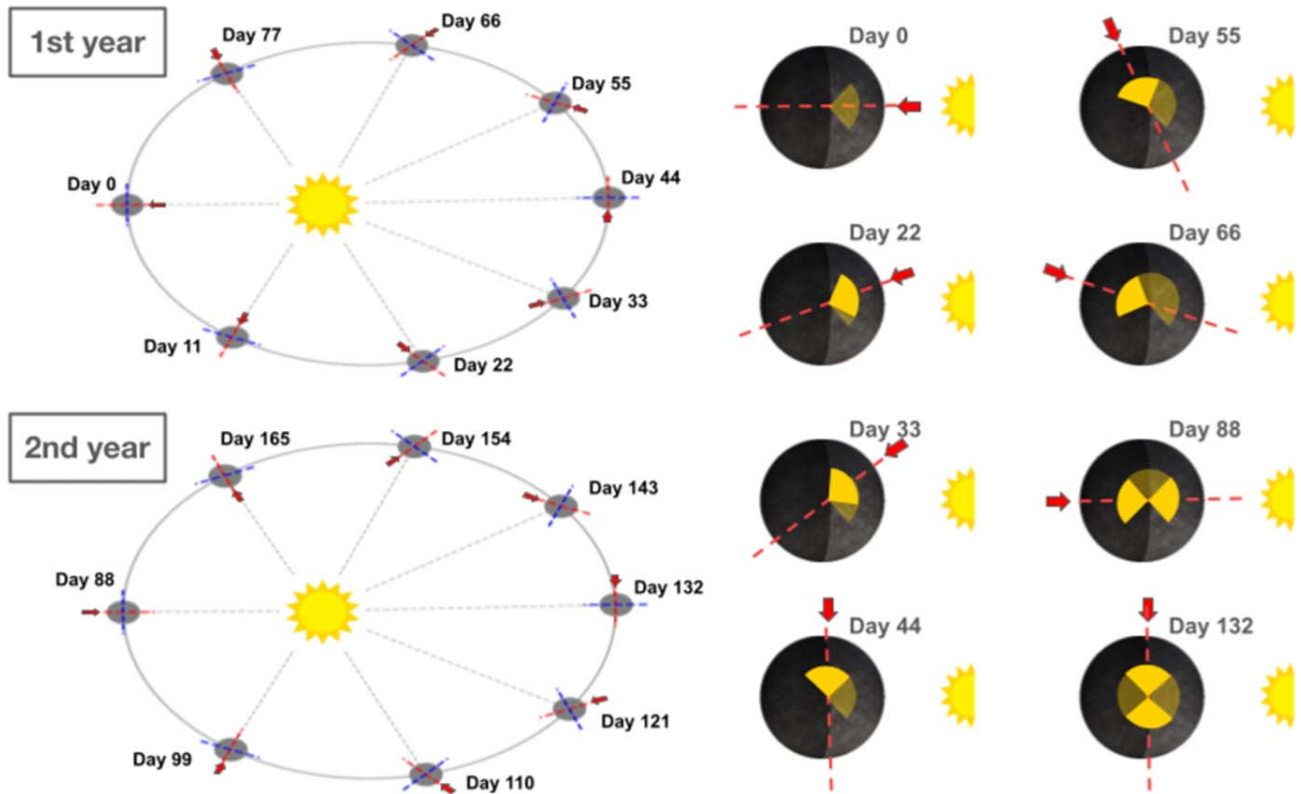 1st year
Day 77
Day 66
Day 55
Day 0
Day 44
Day 11
Day 33
Day 22
2nd year
Day 165
Day 154
Day 143
Day 88
Day 132
Day 99
Day 121
Day 110
Day 0
Day 55
Day 22
Day 66
Day 33
Day 88
Day 44
Day 132